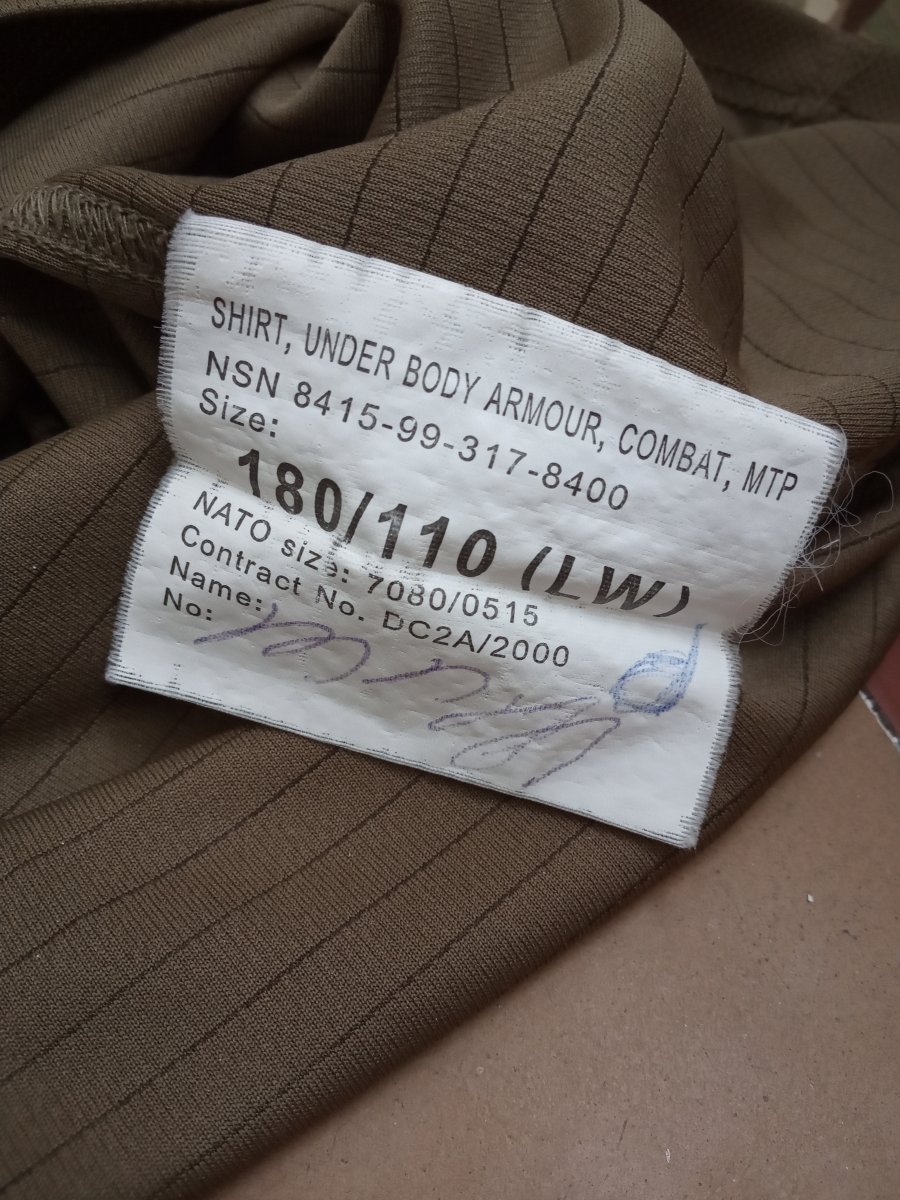 SHIRT, UNDER BODY ARMOUR, COMBAT, MTP
NSN 8415-99-317-8400
Size:
180/110 (LW)
NATO size: 7080/0515
Contract No. DC2A/2000
Name:
No: